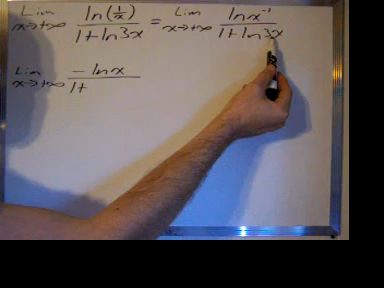 Lim x→+∞ ln(1/x) / 1+ln3x = Lim x→+∞ lnx⁻¹ / 1+ln3x
Lim x→+∞ -lnx / 1+